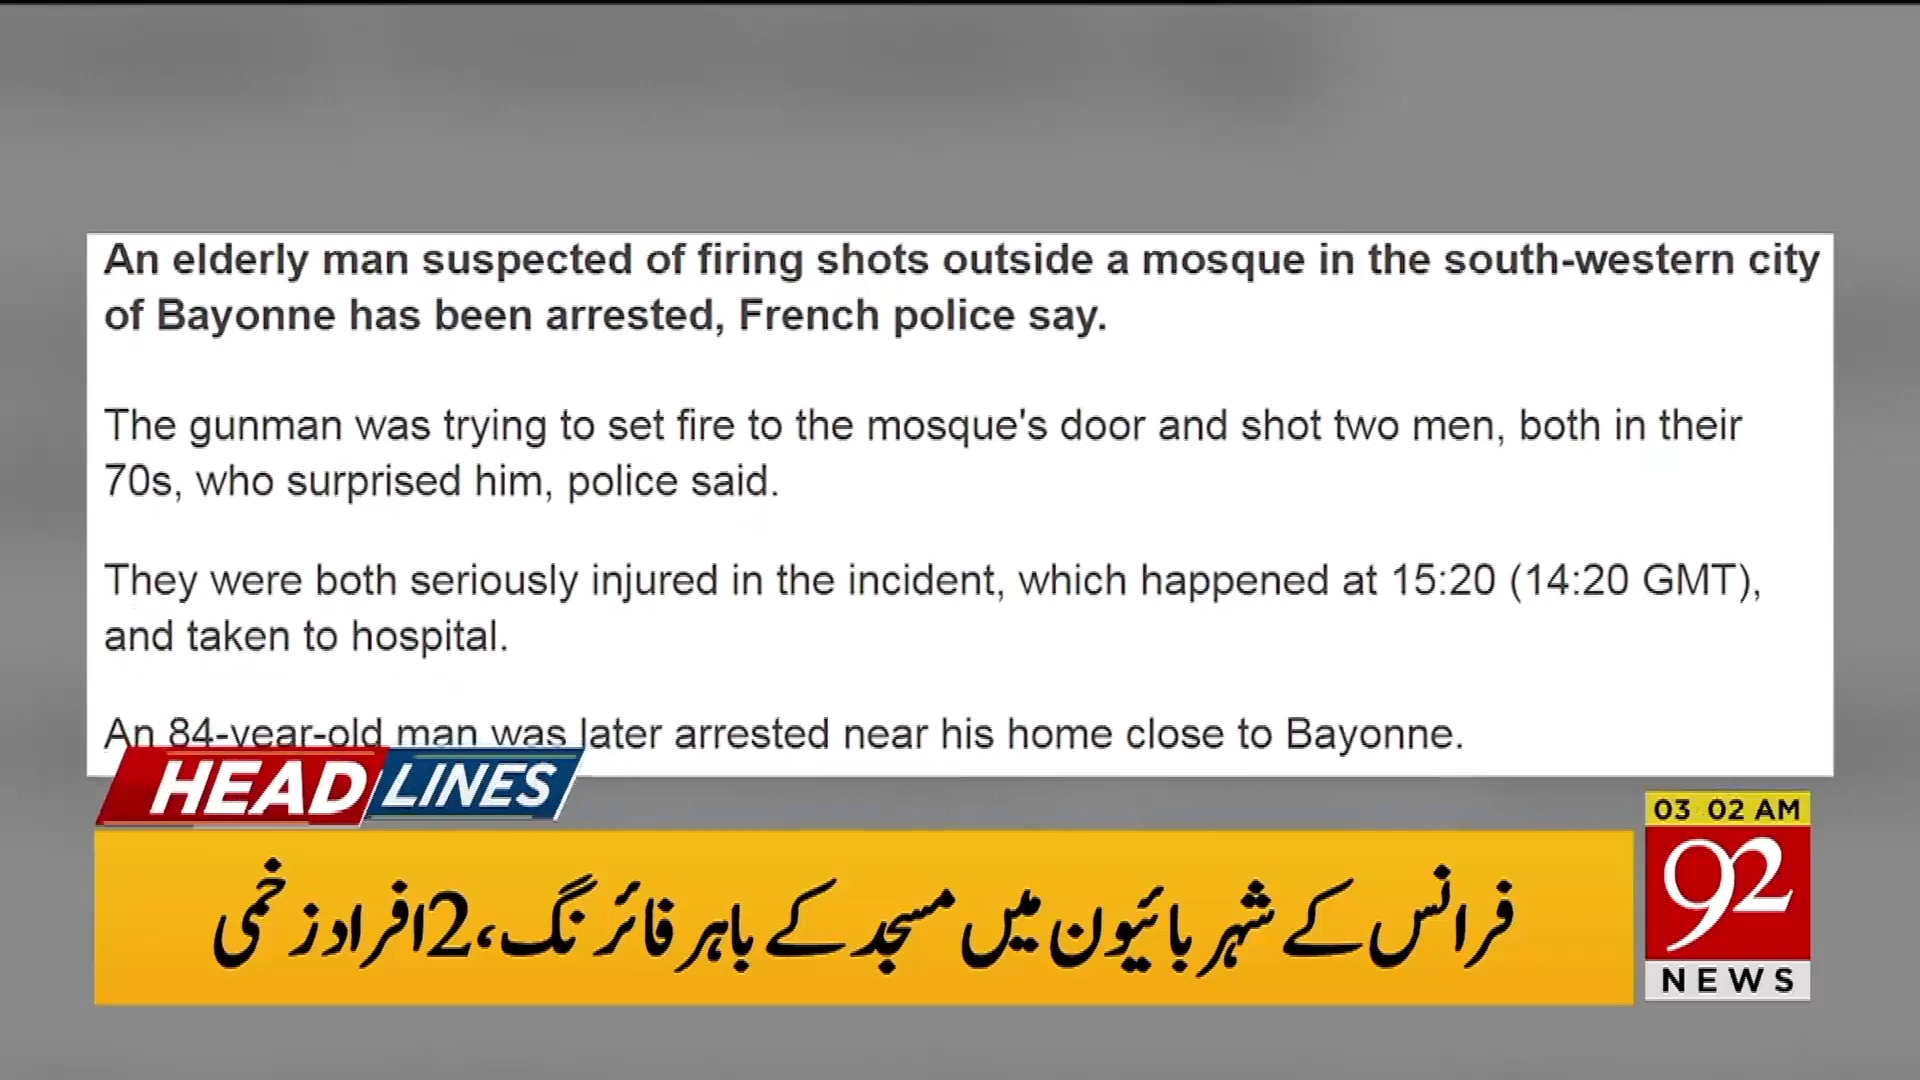 An elderly man suspected of firing shots outside a mosque in the south-western city
of Bayonne has been arrested, French police say.
The gunman was trying to set fire to the mosque's door and shot two men, both in their
70s, who surprised him, police said.
They were both seriously injured in the incident, which happened at 15:20 (14:20 GMT),
and taken to hospital.
An 84-year-old man was later arrested near his home close to Bayonne.
HEADLINES
03 02 AM
فرانس کے شہر بائیون میں مسجد کے باہر فائرنگ، 2 افراد زخمی
92
NEWS